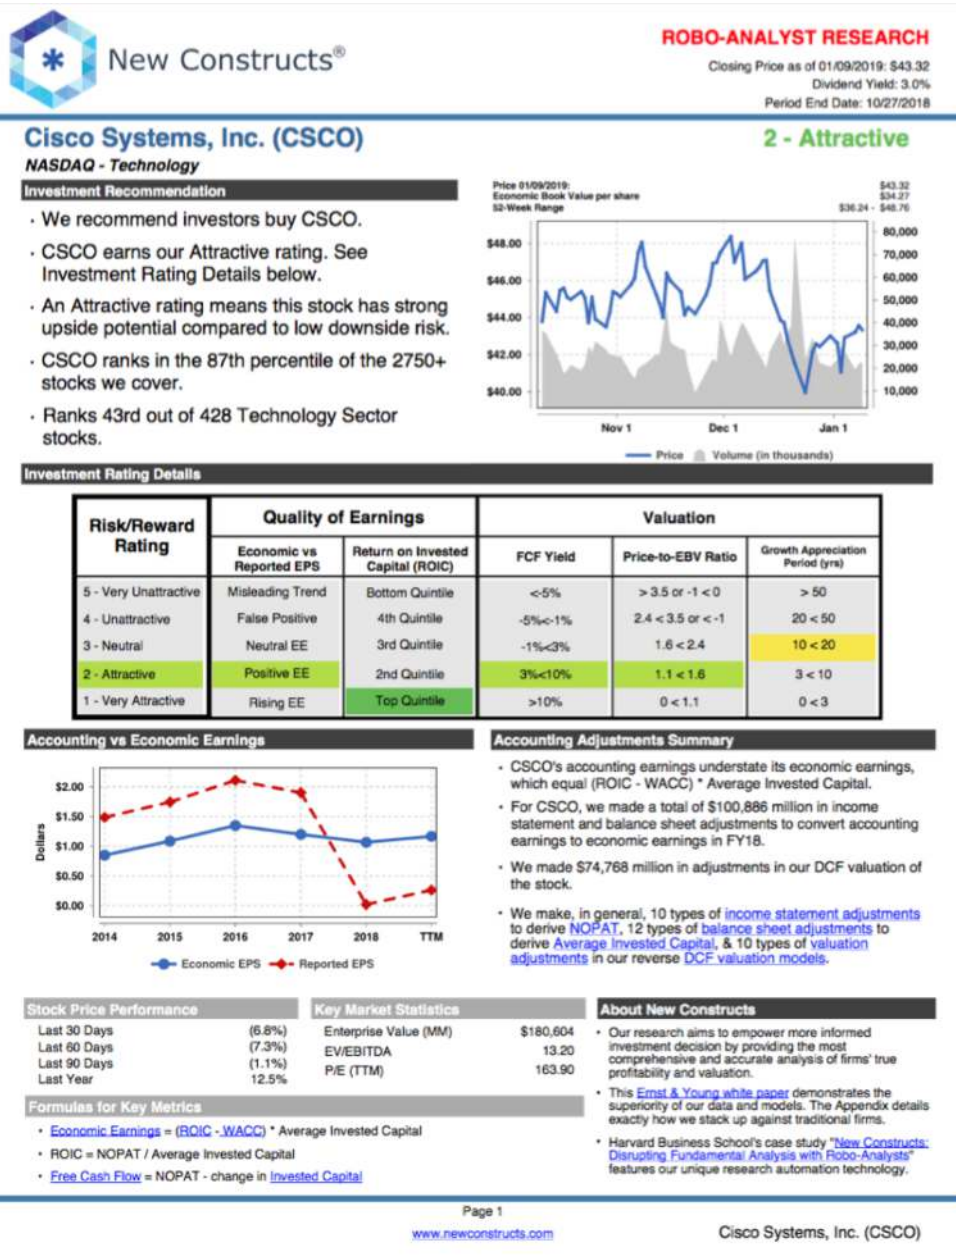 New Constructs®
ROBO-ANALYST RESEARCH
Closing Price as of 01/09/2019: $43.32
Dividend Yield: 3.0%
Period End Date: 10/27/2018
Cisco Systems, Inc. (CSCO)
2 - Attractive
NASDAQ - Technology
Investment Recommendation
· We recommend investors buy CSCO.
· CSCO earns our Attractive rating. See
Investment Rating Details below.
· An Attractive rating means this stock has strong
upside potential compared to low downside risk.
· CSCO ranks in the 87th percentile of the 2750+
stocks we cover.
· Ranks 43rd out of 428 Technology Sector
stocks.
Price 01/09/2019: $43.32
Economic Book Value per share $34.27
52-Week Range $36.24 - $48.76
$48.00
$46.00
$44.00
$42.00
$40.00
80,000
70,000
60,000
50,000
40,000
30,000
20,000
10,000
Nov 1 Dec 1 Jan 1
Price Volume (in thousands)
Investment Rating Details
Risk/Reward
Rating
Quality of Earnings
Valuation
Economic vs
Reported EPS
Return on Invested
Capital (ROIC)
FCF Yield
Price-to-EBV Ratio
Growth Appreciation
Period (yrs)
5 - Very Unattractive Misleading Trend Bottom Quintile <-5% > 3.5 or -1 < 0 > 50
4 - Unattractive False Positive 4th Quintile -5%<-1% 2.4 < 3.5 or < -1 20 < 50
3 - Neutral Neutral EE 3rd Quintile -1%<3% 1.6 < 2.4 10 < 20
2 - Attractive Positive EE 2nd Quintile 3%<10% 1.1 < 1.6 3 < 10
1 - Very Attractive Rising EE Top Quintile >10% 0 < 1.1 0 < 3
Accounting vs Economic Earnings
$2.00
$1.50
$1.00
$0.50
$0.00
Dollars
2014 2015 2016 2017 2018 TTM
Economic EPS Reported EPS
Accounting Adjustments Summary
· CSCO's accounting earnings understate its economic earnings,
which equal (ROIC - WACC) * Average Invested Capital.
· For CSCO, we made a total of $100,886 million in income
statement and balance sheet adjustments to convert accounting
earnings to economic earnings in FY18.
· We made $74,768 million in adjustments in our DCF valuation of
the stock.
· We make, in general, 10 types of income statement adjustments
to derive NOPAT, 12 types of balance sheet adjustments to
derive Average Invested Capital, & 10 types of valuation
adjustments in our reverse DCF valuation models.
Stock Price Performance
Last 30 Days (6.8%)
Last 60 Days (7.3%)
Last 90 Days (1.1%)
Last Year 12.5%
Key Market Statistics
Enterprise Value (MM) $180,604
EV/EBITDA 13.20
P/E (TTM) 163.90
Formulas for Key Metrics
· Economic Earnings = (ROIC - WACC) * Average Invested Capital
· ROIC = NOPAT / Average Invested Capital
· Free Cash Flow = NOPAT - change in Invested Capital
About New Constructs
· Our research aims to empower more informed
investment decision by providing the most
comprehensive and accurate analysis of firms' true
profitability and valuation.
· This Ernst & Young white paper demonstrates the
superiority of our data and models. The Appendix details
exactly how we stack up against traditional firms.
· Harvard Business School's case study "New Constructs:
Disrupting Fundamental Analysis with Robo-Analysts"
features our unique research automation technology.
Page 1
www.newconstructs.com
Cisco Systems, Inc. (CSCO)